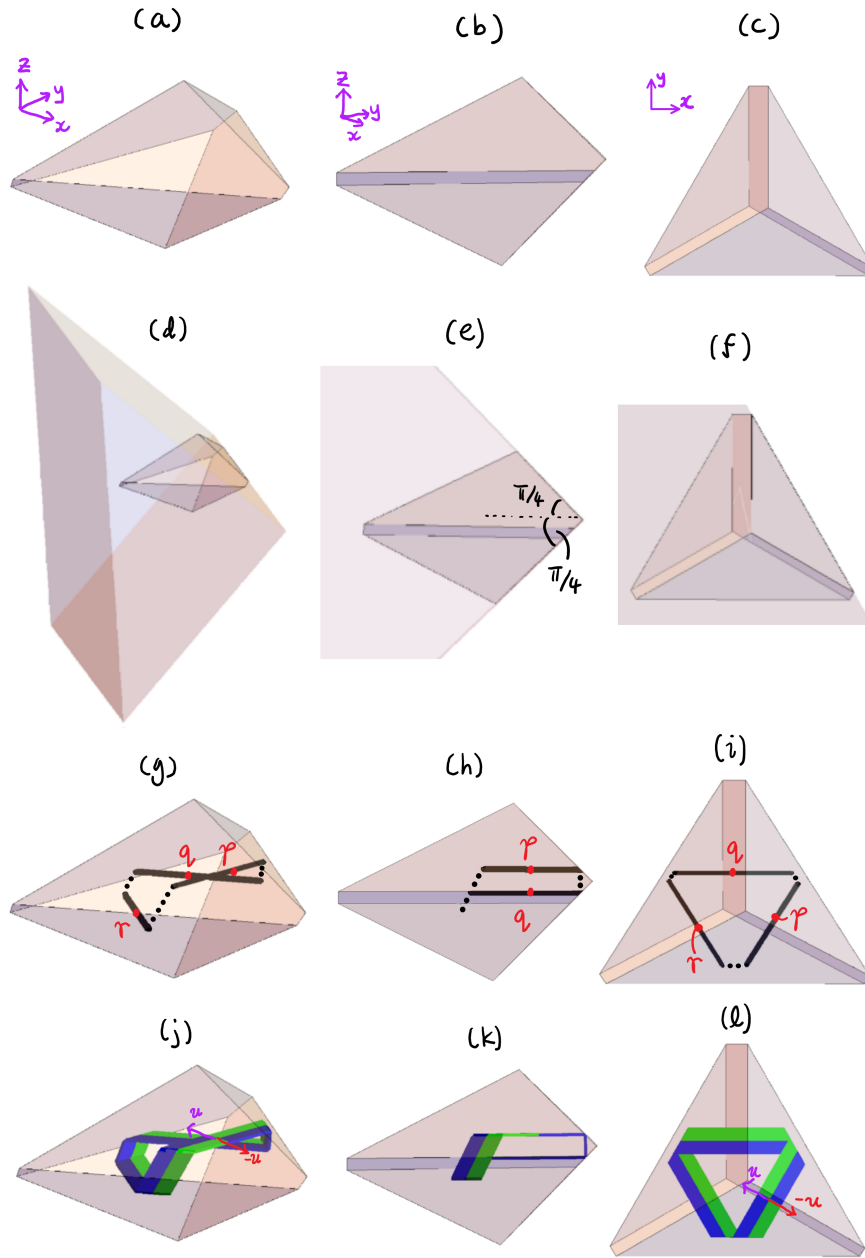 (a) (b) (c)
z y x
z y x
y x
(d) (e) (f)
π/4
π/4
(g) (h) (i)
q p
r
p
q
q
p
r
(j) (k) (l)
u
-u
u
-u